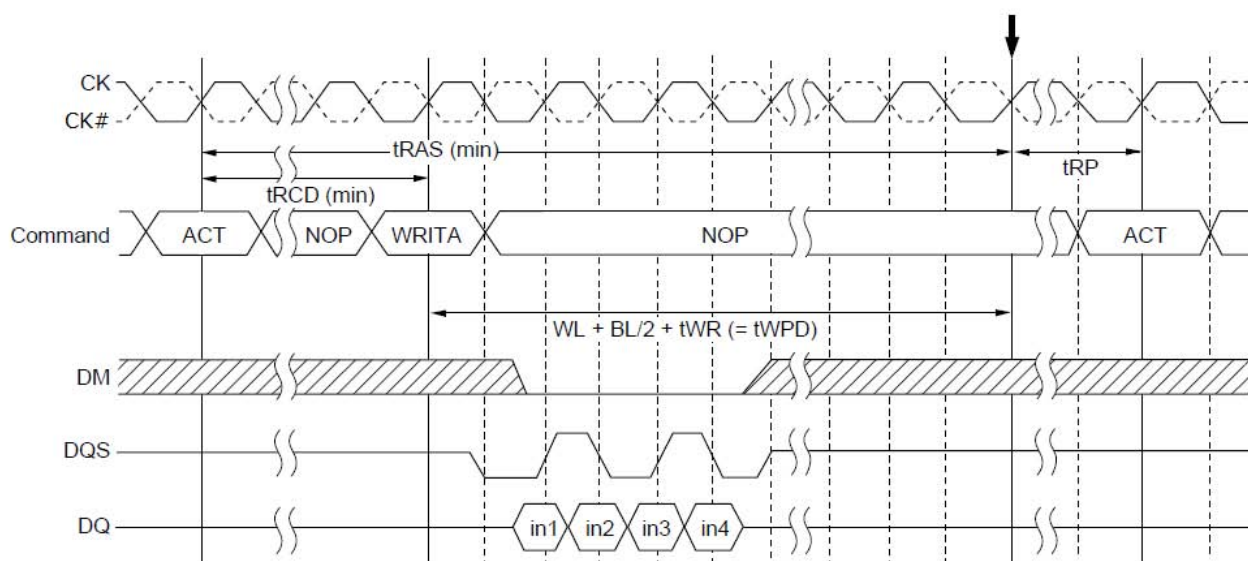 CK
CK#
tRAS (min)
tRCD (min)
tRP
Command ACT NOP WRITA NOP ACT
WL + BL/2 + tWR (= tWPD)
DM
DQS
DQ in1 in2 in3 in4